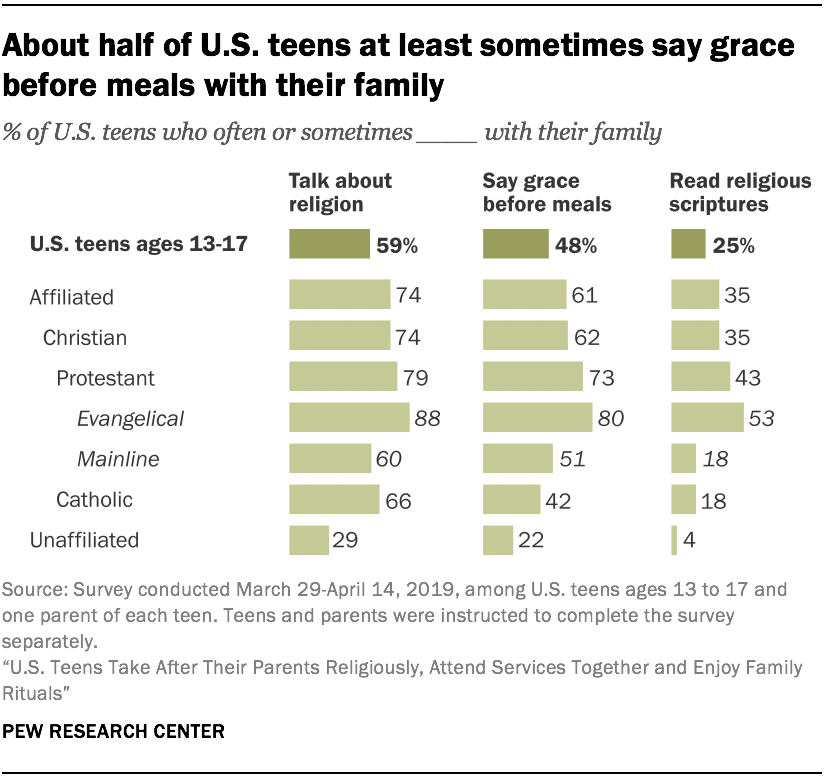 About half of U.S. teens at least sometimes say grace
before meals with their family
% of U.S. teens who often or sometimes _____ with their family
Talk about religion Say grace before meals Read religious scriptures
U.S. teens ages 13-17 59% 48% 25%
Affiliated 74 61 35
Christian 74 62 35
Protestant 79 73 43
Evangelical 88 80 53
Mainline 60 51 18
Catholic 66 42 18
Unaffiliated 29 22 4
Source: Survey conducted March 29-April 14, 2019, among U.S. teens ages 13 to 17 and
one parent of each teen. Teens and parents were instructed to complete the survey
separately.
“U.S. Teens Take After Their Parents Religiously, Attend Services Together and Enjoy Family
Rituals”
PEW RESEARCH CENTER